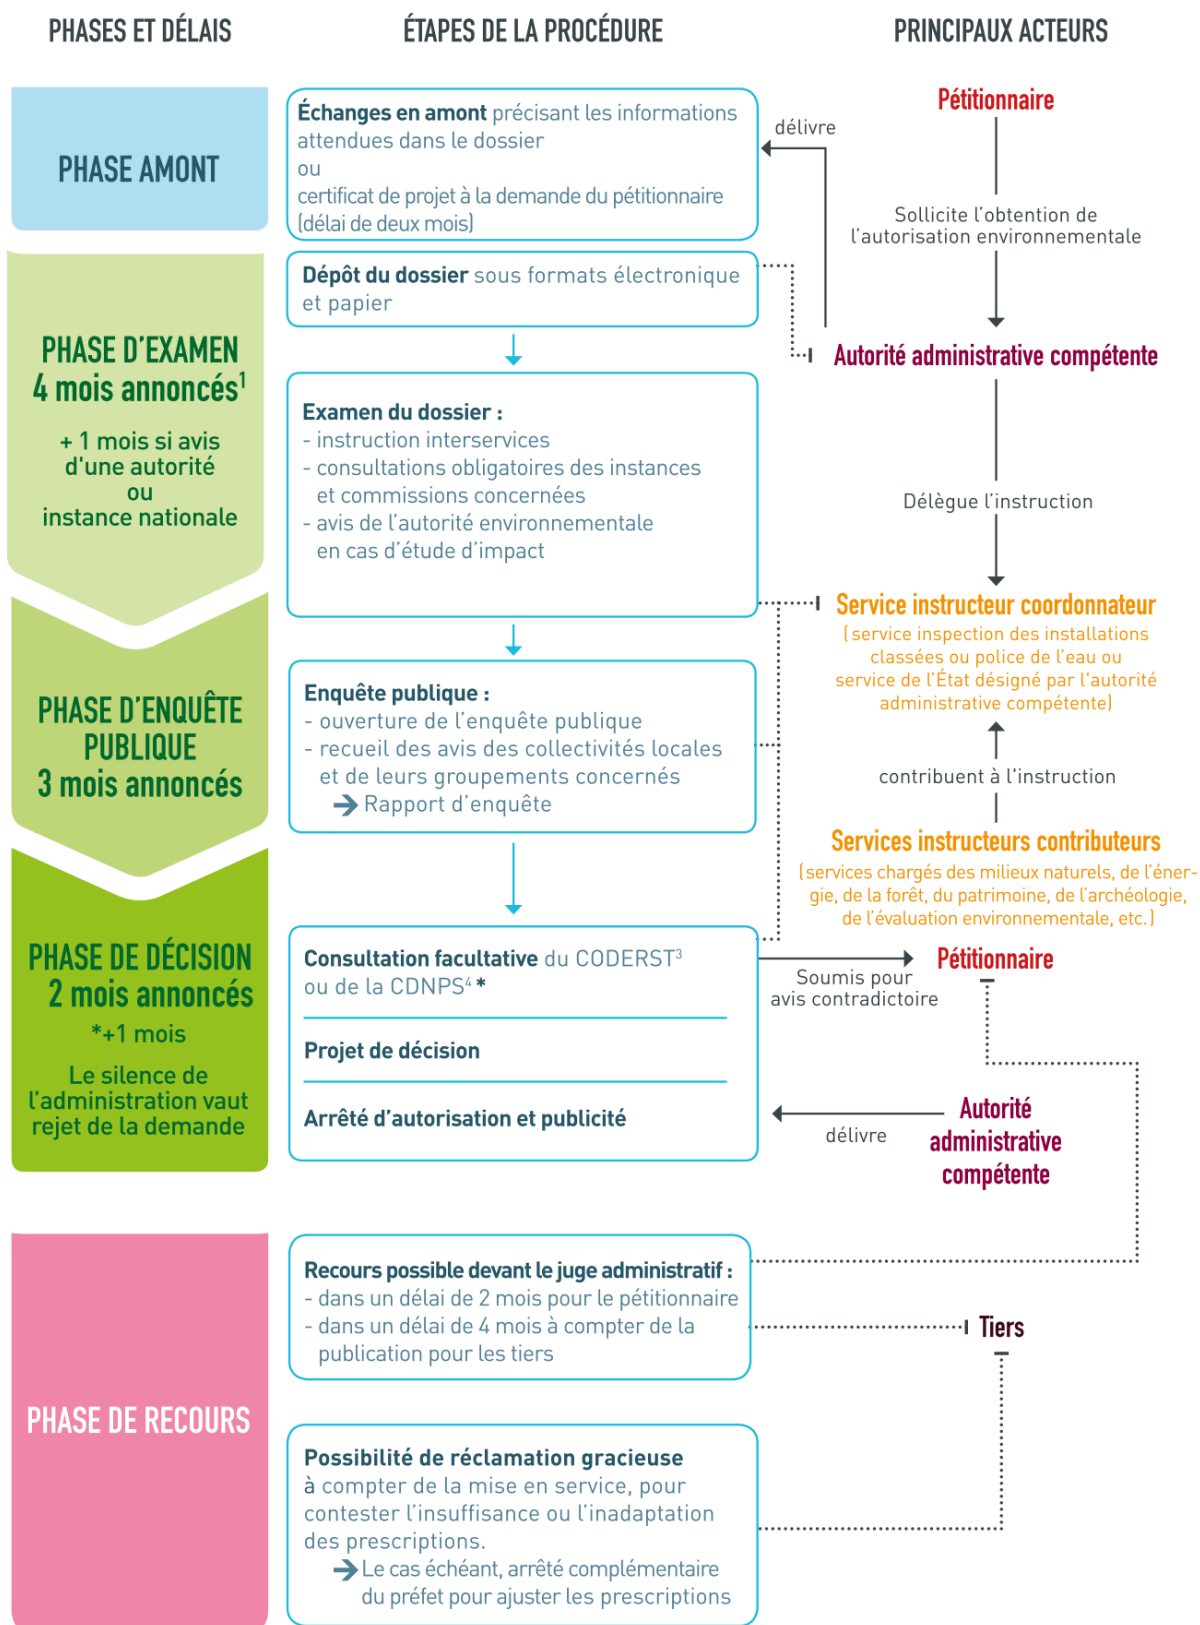 PHASES ET DÉLAIS
ÉTAPES DE LA PROCÉDURE
PRINCIPAUX ACTEURS
PHASE AMONT
Échanges en amont précisant les informations
attendues dans le dossier
ou
certificat de projet à la demande du pétitionnaire
(délai de deux mois)
délivre
Pétitionnaire
Sollicite l’obtention de
l’autorisation environnementale
PHASE D’EXAMEN
4 mois annoncés¹
+ 1 mois si avis
d'une autorité
ou
instance nationale
Dépôt du dossier sous formats électronique
et papier
Autorité administrative compétente
Examen du dossier :
- instruction interservices
- consultations obligatoires des instances
et commissions concernées
- avis de l’autorité environnementale
en cas d’étude d’impact
Délègue l’instruction
Service instructeur coordonnateur
(service inspection des installations
classées ou police de l’eau ou
service de l’État désigné par l'autorité
administrative compétente)
PHASE D’ENQUÊTE
PUBLIQUE
3 mois annoncés
Enquête publique :
- ouverture de l’enquête publique
- recueil des avis des collectivités locales
et de leurs groupements concernés
→ Rapport d’enquête
contribuent à l'instruction
Services instructeurs contributeurs
(services chargés des milieux naturels, de l’éner-
gie, de la forêt, du patrimoine, de l’archéologie,
de l’évaluation environnementale, etc.)
PHASE DE DÉCISION
2 mois annoncés
*+1 mois
Le silence de
l’administration vaut
rejet de la demande
Consultation facultative du CODERST³
ou de la CDNPS⁴ *
Projet de décision
Arrêté d’autorisation et publicité
Soumis pour
avis contradictoire
Pétitionnaire
délivre
Autorité
administrative
compétente
PHASE DE RECOURS
Recours possible devant le juge administratif :
- dans un délai de 2 mois pour le pétitionnaire
- dans un délai de 4 mois à compter de la
publication pour les tiers
Tiers
Possibilité de réclamation gracieuse
à compter de la mise en service, pour
contester l’insuffisance ou l’inadaptation
des prescriptions.
→ Le cas échéant, arrêté complémentaire
du préfet pour ajuster les prescriptions